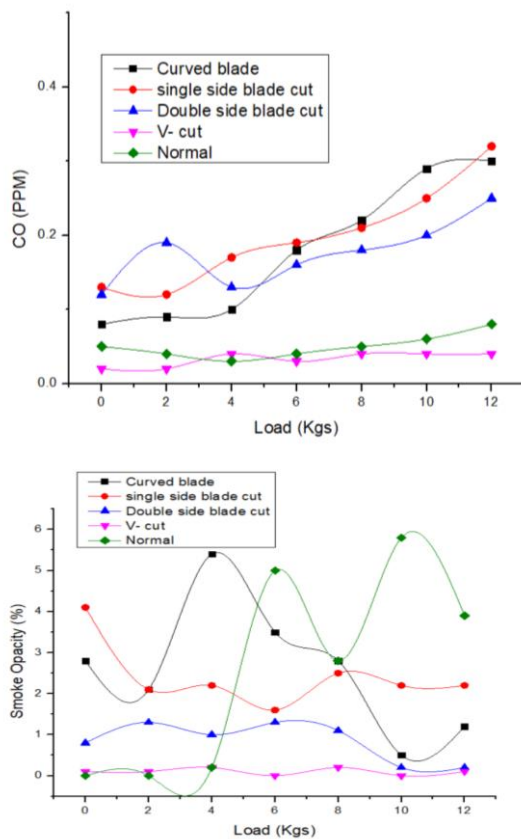 0.4
Curved blade
single side blade cut
Double side blade cut
V- cut
Normal
CO (PPM)
0.2
0.0
0 2 4 6 8 10 12
Load (Kgs)
Curved blade
single side blade cut
Double side blade cut
V- cut
Normal
6
5
4
Smoke Opacity (%)
3
2
1
0
0 2 4 6 8 10 12
Load (Kgs)